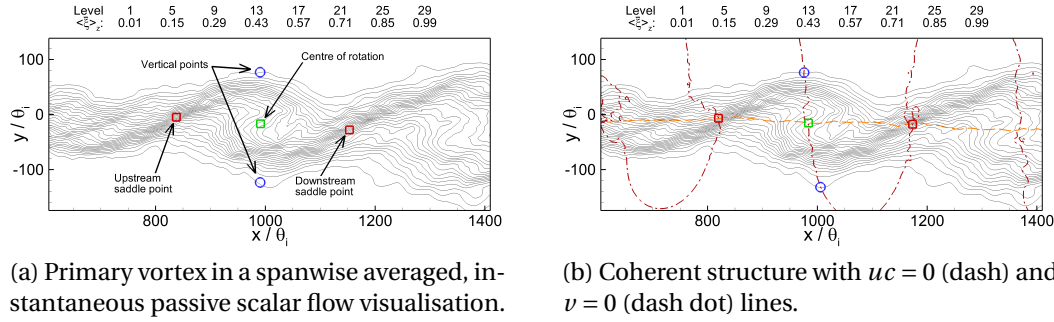 Level 1 5 9 13 17 21 25 29
<ξ̄>z: 0.01 0.15 0.29 0.43 0.57 0.71 0.85 0.99
100
0
-100
y / θi
Vertical points
Centre of rotation
Upstream
saddle point
Downstream
saddle point
800 1000 1200 1400
x / θi
(a) Primary vortex in a spanwise averaged, in-
stantaneous passive scalar flow visualisation.
Level 1 5 9 13 17 21 25 29
<ξ̄>z: 0.01 0.15 0.29 0.43 0.57 0.71 0.85 0.99
100
0
-100
y / θi
800 1000 1200 1400
x / θi
(b) Coherent structure with uc = 0 (dash) and
v = 0 (dash dot) lines.